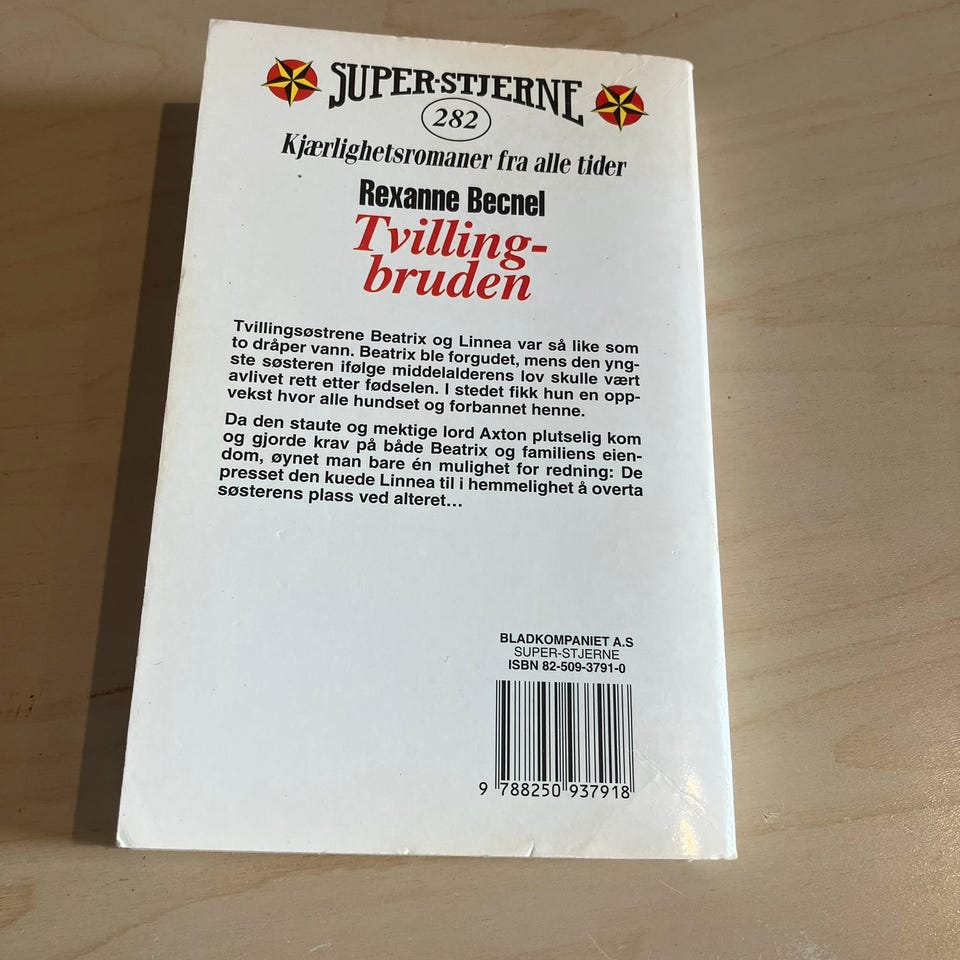 SUPER-STJERNE
282
Kjærlighetsromaner fra alle tider
Rexanne Becnel
Tvilling-
bruden
Tvillingsøstrene Beatrix og Linnea var så like som
to dråper vann. Beatrix ble forgudet, mens den yng-
ste søsteren ifølge middelalderens lov skulle vært
avlivet rett etter fødselen. I stedet fikk hun en opp-
vekst hvor alle hundset og forbannet henne.
Da den staute og mektige lord Axton plutselig kom
og gjorde krav på både Beatrix og familiens eien-
dom, øynet man bare én mulighet for redning: De
presset den kuede Linnea til i hemmelighet å overta
søsterens plass ved alteret...
BLADKOMPANIET A.S
SUPER-STJERNE
ISBN 82-509-3791-0
9 788250 937918